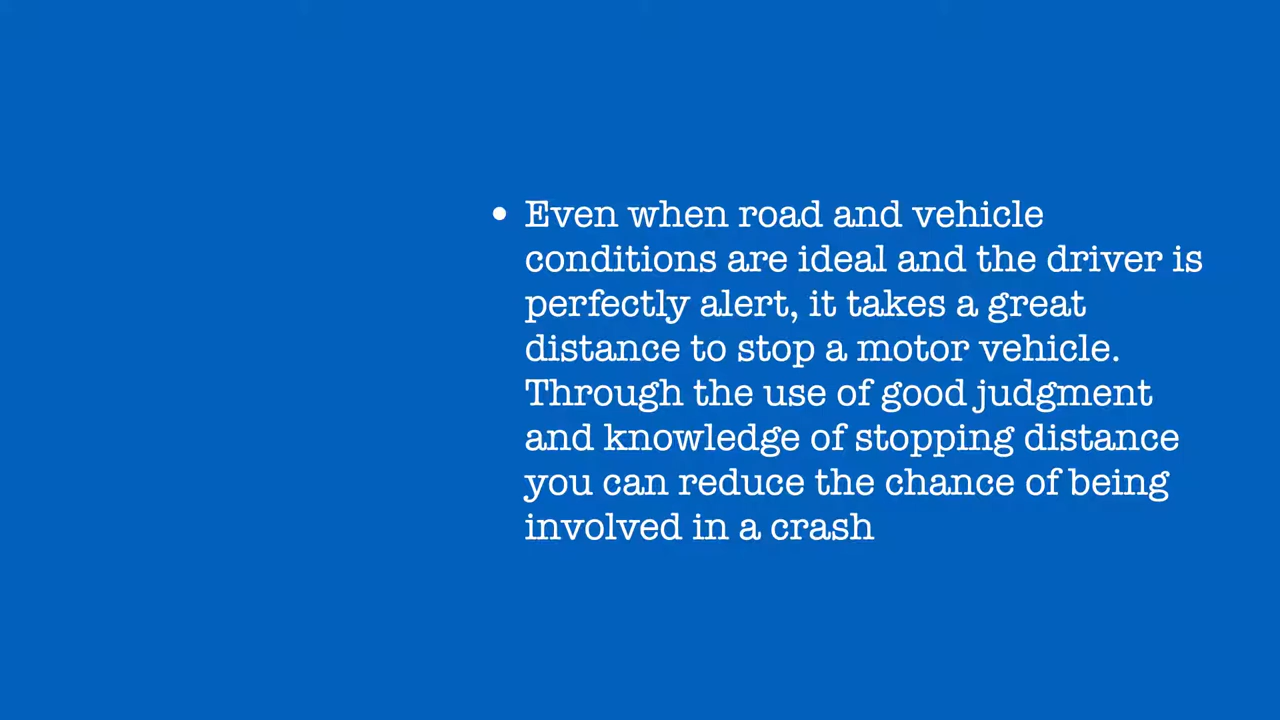 • Even when road and vehicle
conditions are ideal and the driver is
perfectly alert, it takes a great
distance to stop a motor vehicle.
Through the use of good judgment
and knowledge of stopping distance
you can reduce the chance of being
involved in a crash